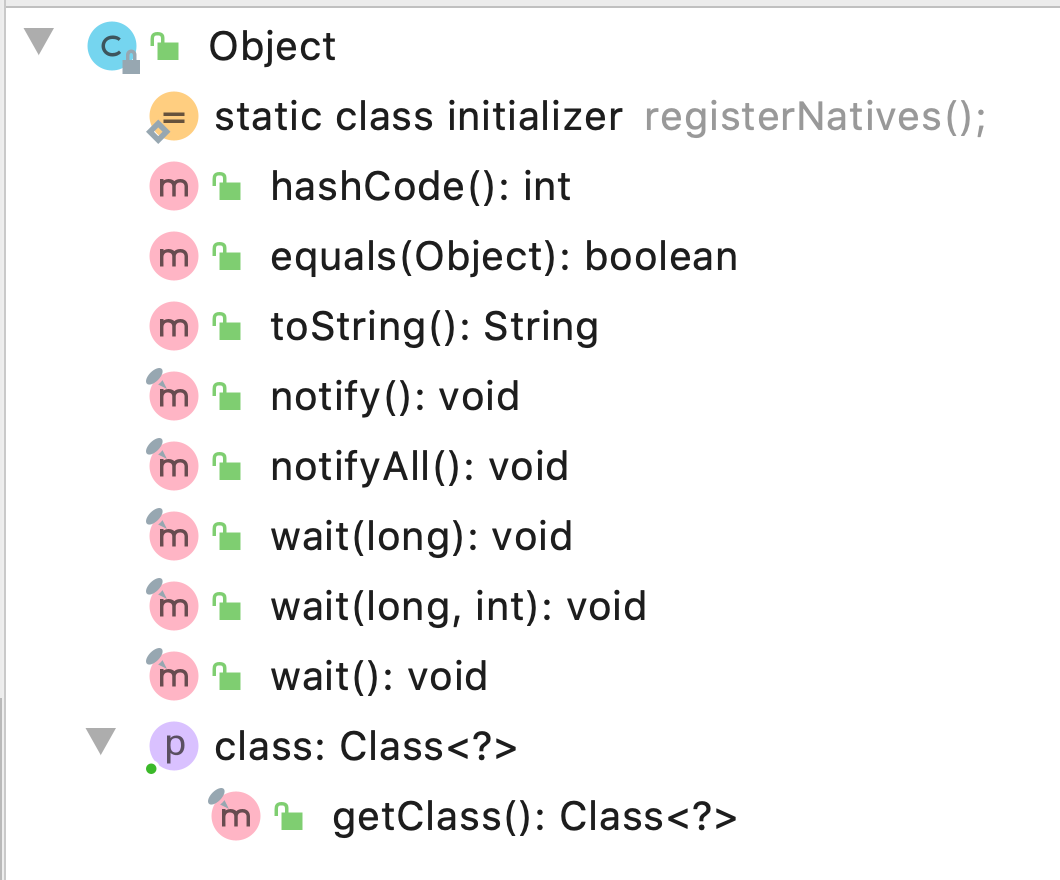 C Object
= static class initializer registerNatives();
m hashCode(): int
m equals(Object): boolean
m toString(): String
m notify(): void
m notifyAll(): void
m wait(long): void
m wait(long, int): void
m wait(): void
p class: Class<?>
m getClass(): Class<?>